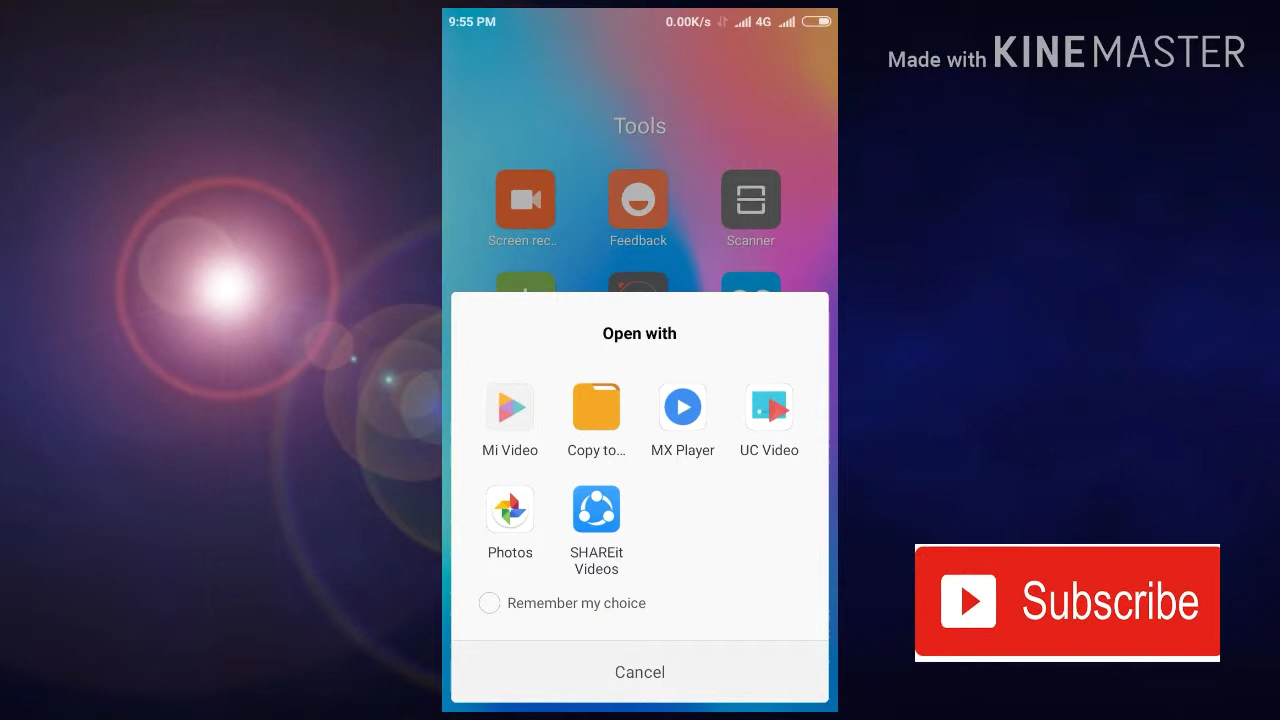 9:55 PM 0.00K/s 4G
Made with KINEMASTER
Tools
Screen rec.. Feedback Scanner
Open with
Mi Video Copy to... MX Player UC Video
Photos SHAREit
Videos
Remember my choice
Cancel
Subscribe